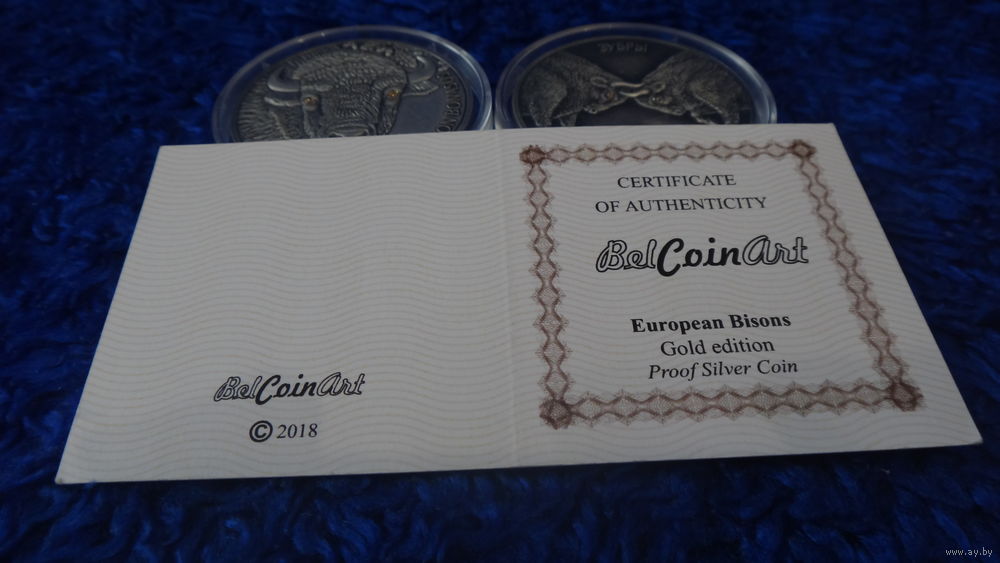 ЗУБРЫ
CERTIFICATE
OF AUTHENTICITY
BelCoinArt
European Bisons
Gold edition
Proof Silver Coin
BelCoinArt
© 2018
www.ay.by